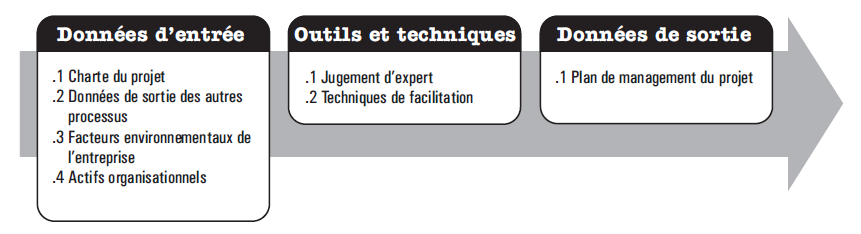 Données d'entrée
.1 Charte du projet
.2 Données de sortie des autres
processus
.3 Facteurs environnementaux de
l'entreprise
.4 Actifs organisationnels
Outils et techniques
.1 Jugement d'expert
.2 Techniques de facilitation
Données de sortie
.1 Plan de management du projet